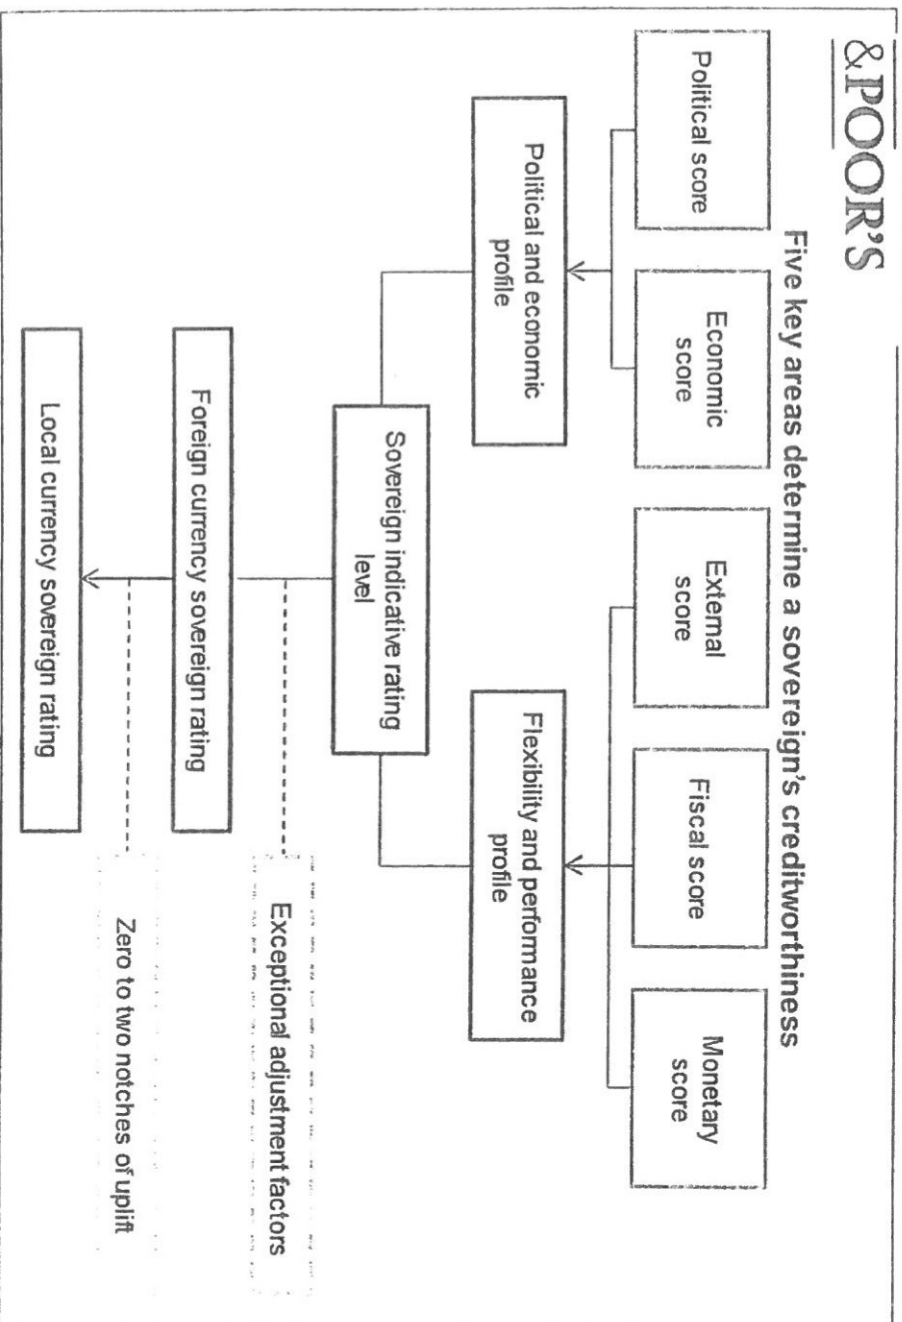 &POOR'S
Five key areas determine a sovereign's creditworthiness
Political score
Economic
score
External
score
Fiscal score
Monetary
score
Political and economic
profile
Flexibility and performance
profile
Sovereign indicative rating
level
Exceptional adjustment factors
Foreign currency sovereign rating
Zero to two notches of uplift
Local currency sovereign rating